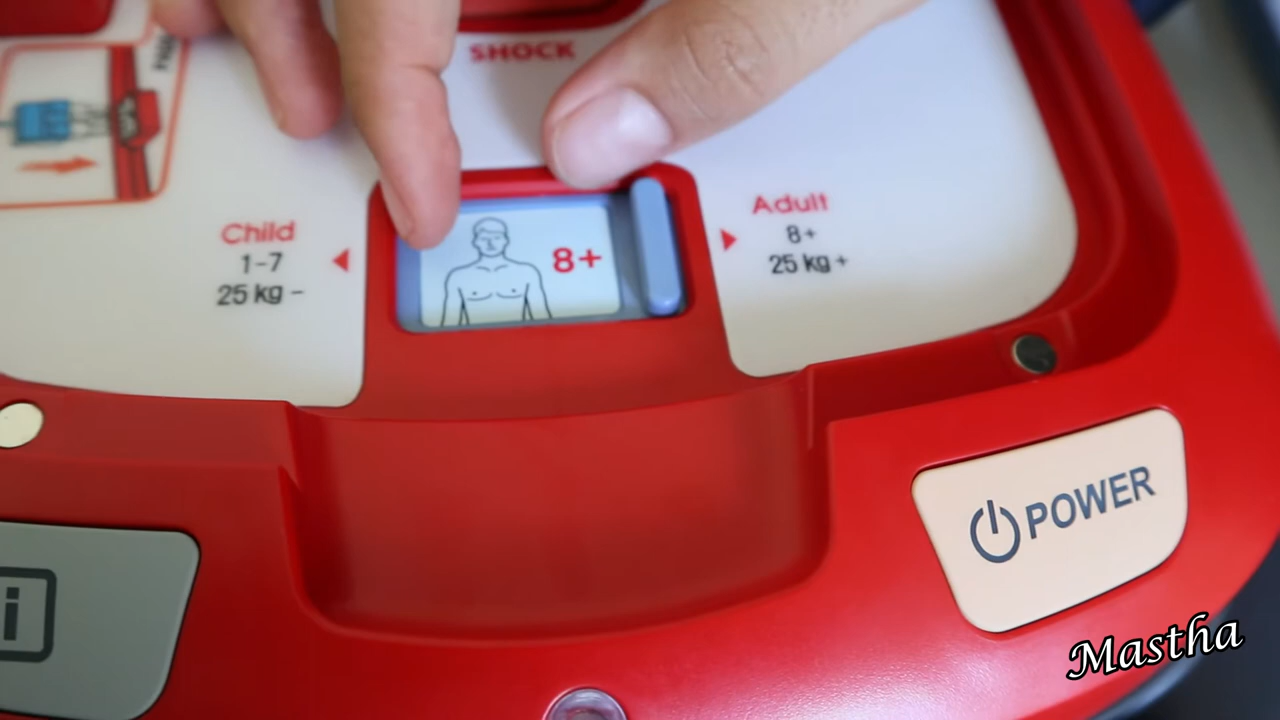 SHOCK
Child
1-7
25 kg -
8+
Adult
8+
25 kg +
POWER
i
Mastha